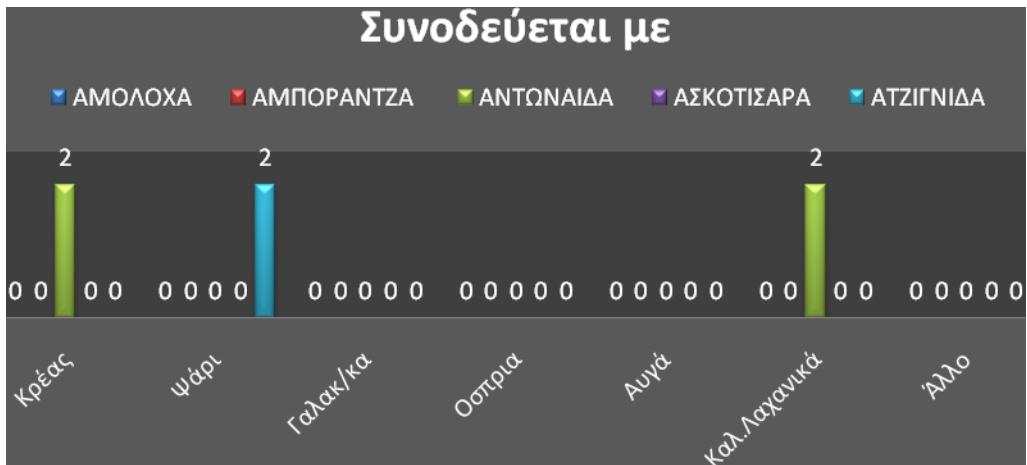 Συνοδεύεται με
ΑΜΟΛΟΧΑ ΑΜΠΟΡΑΝΤΖΑ ΑΝΤΩΝΑΙΔΑ ΑΣΚΟΤΙΣΑΡΑ ΑΤΖΙΓΝΙΔΑ
2 2 2
0 0 0 0 0 0 0 0 0 0 0 0 0 0 0 0 0 0 0 0 0 0 0 0 0 0 0 0 0 0 0 0
Κρέας Ψάρι Γαλακ/κα Οσπρια Αυγά Καλ.Λαχανικά Άλλο